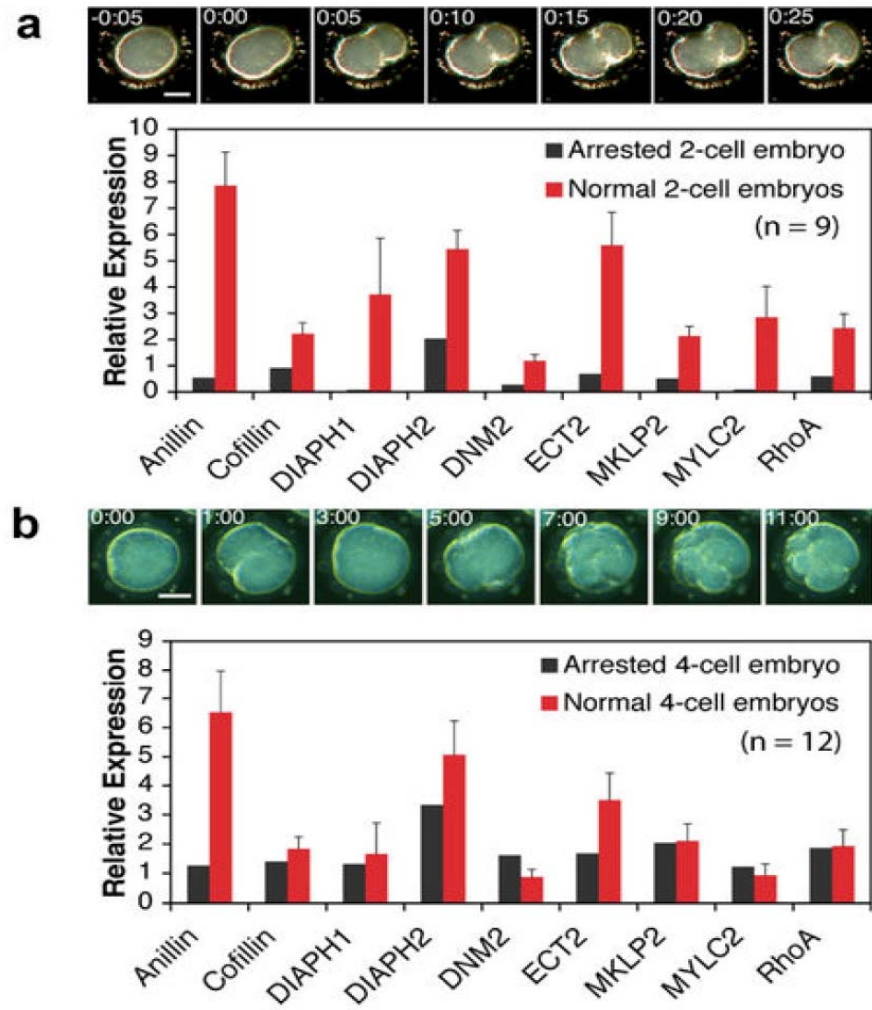 a
-0:05 0:00 0:05 0:10 0:15 0:20 0:25
Relative Expression
10
9
8
7
6
5
4
3
2
1
0
Arrested 2-cell embryo
Normal 2-cell embryos
(n = 9)
Anillin Cofillin DIAPH1 DIAPH2 DNM2 ECT2 MKLP2 MYLC2 RhoA
b
0:00 1:00 3:00 5:00 7:00 9:00 11:00
Relative Expression
9
8
7
6
5
4
3
2
1
0
Arrested 4-cell embryo
Normal 4-cell embryos
(n = 12)
Anillin Cofillin DIAPH1 DIAPH2 DNM2 ECT2 MKLP2 MYLC2 RhoA